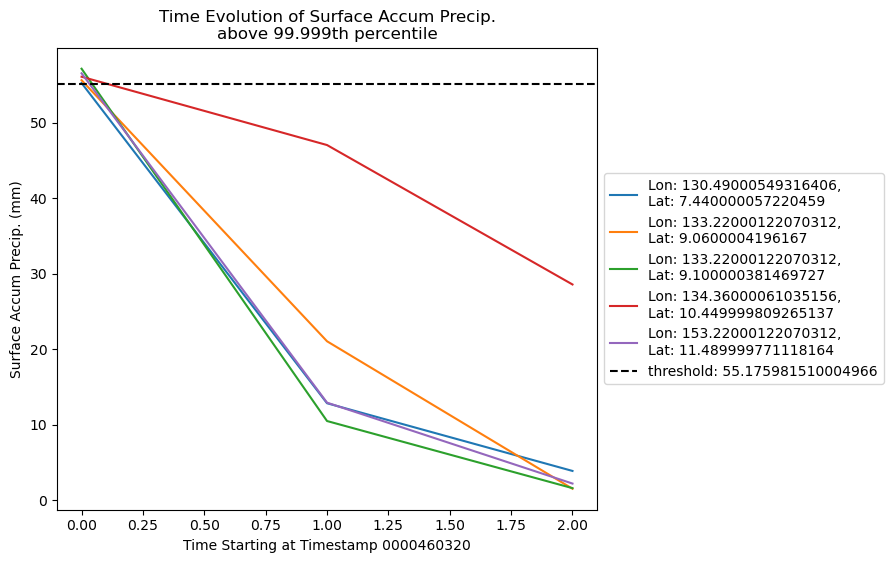 Time Evolution of Surface Accum Precip.
above 99.999th percentile
Surface Accum Precip. (mm)
50
40
30
20
10
0
0.00 0.25 0.50 0.75 1.00 1.25 1.50 1.75 2.00
Time Starting at Timestamp 0000460320
Lon: 130.49000549316406,
Lat: 7.440000057220459
Lon: 133.22000122070312,
Lat: 9.0600004196167
Lon: 133.22000122070312,
Lat: 9.100000381469727
Lon: 134.36000061035156,
Lat: 10.449999809265137
Lon: 153.22000122070312,
Lat: 11.489999771118164
threshold: 55.175981510004966